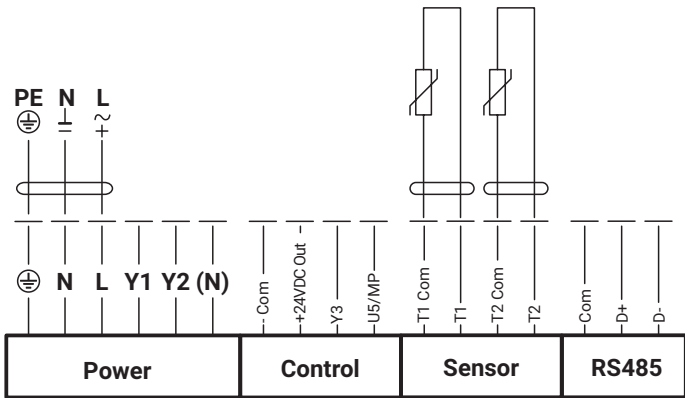 PE N L
N L Y1 Y2 (N)
- Com
+24VDC Out
Y3
U5/MP
T1 Com
T1
T2 Com
T2
Com
D+
D-
Power Control Sensor RS485